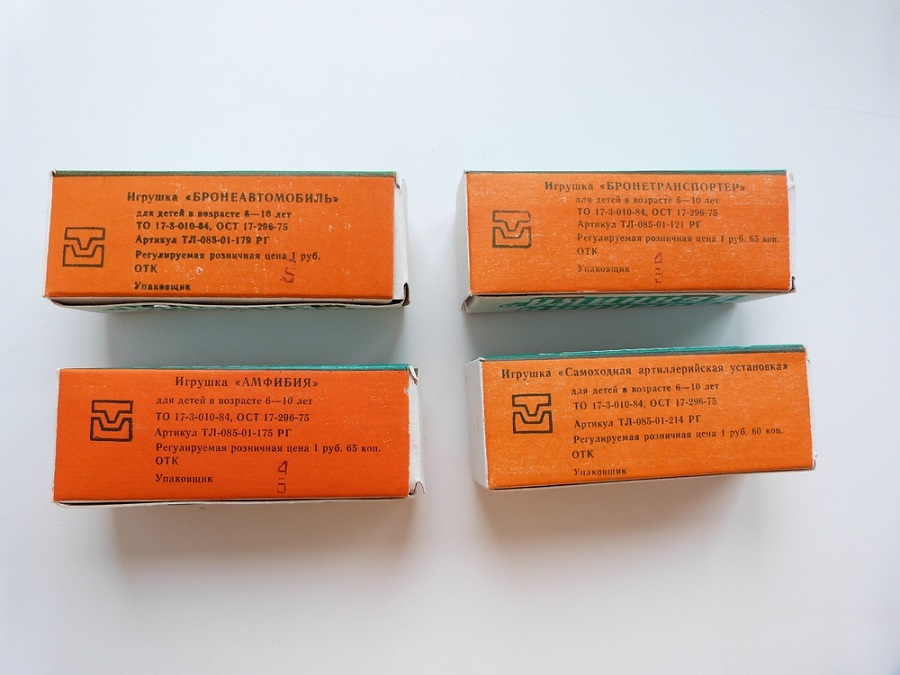 Игрушка «БРОНЕАВТОМОБИЛЬ»
для детей в возрасте 6—10 лет
ТО 17-3-010-84, ОСТ 17-296-75
Артикул ТЛ-085-01-179 РГ
Регулируемая розничная цена 1 руб.
ОТК
4
5
Упаковщик
Игрушка «БРОНЕТРАНСПОРТЕР»
для детей в возрасте 6—10 лет
ТО 17-3-010-84, ОСТ 17-296-75
Артикул ТЛ-085-01-121 РГ
Регулируемая розничная цена 1 руб. 65 коп.
ОТК
4
Упаковщик
5
Игрушка «АМФИБИЯ»
для детей в возрасте 6—10 лет
ТО 17-3-010-84, ОСТ 17-296-75
Артикул ТЛ-085-01-175 РГ
Регулируемая розничная цена 1 руб. 65 коп.
ОТК
4
Упаковщик
5
Игрушка «Самоходная артиллерийская установка»
для детей в возрасте 6—10 лет
ТО 17-3-010-84, ОСТ 17-296-75
Артикул ТЛ-085-01-214 РГ
Регулируемая розничная цена 1 руб. 60 коп.
ОТК
Упаковщик